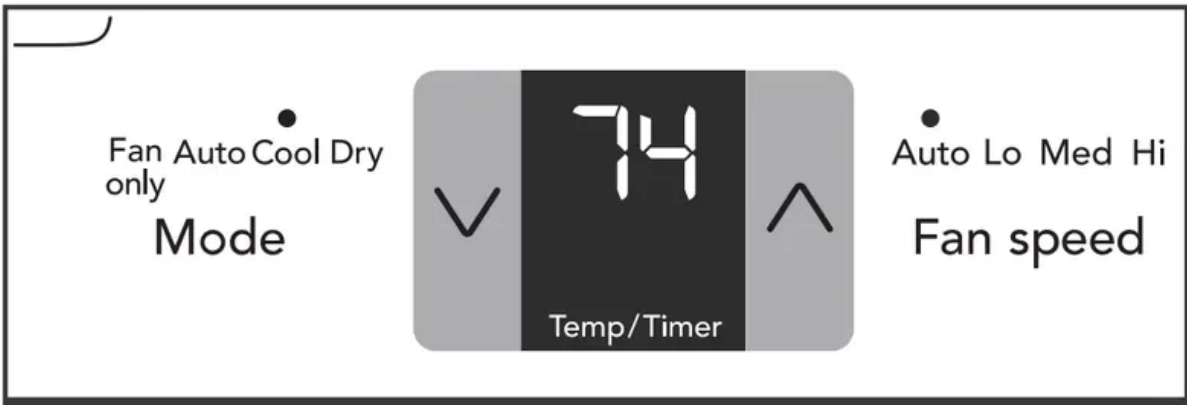 74
Fan Auto Cool Dry
only
Auto Lo Med Hi
Mode
Fan speed
Temp/Timer